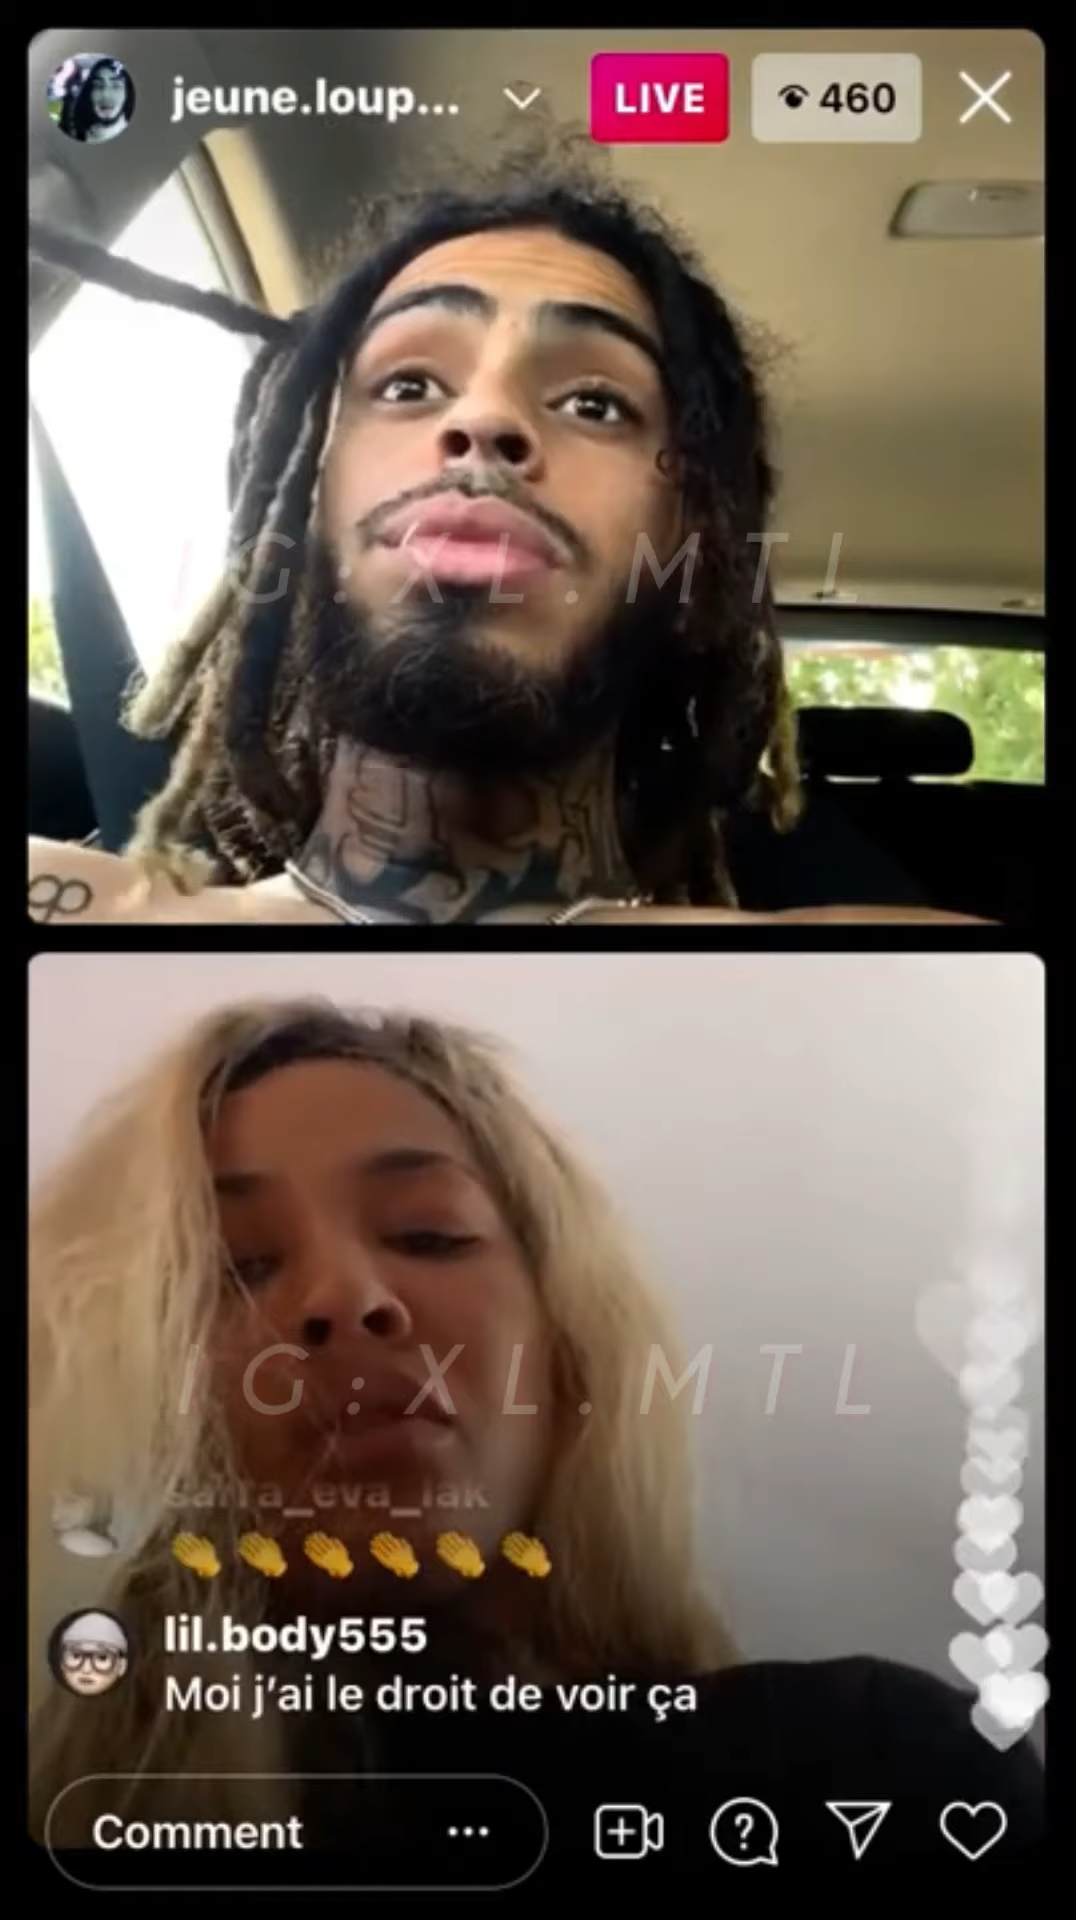 jeune.loup...
LIVE
460
IG:XL.MTL
IG:XL.MTL
safra_eva_lak
lil.body555
Moi j'ai le droit de voir ça
Comment